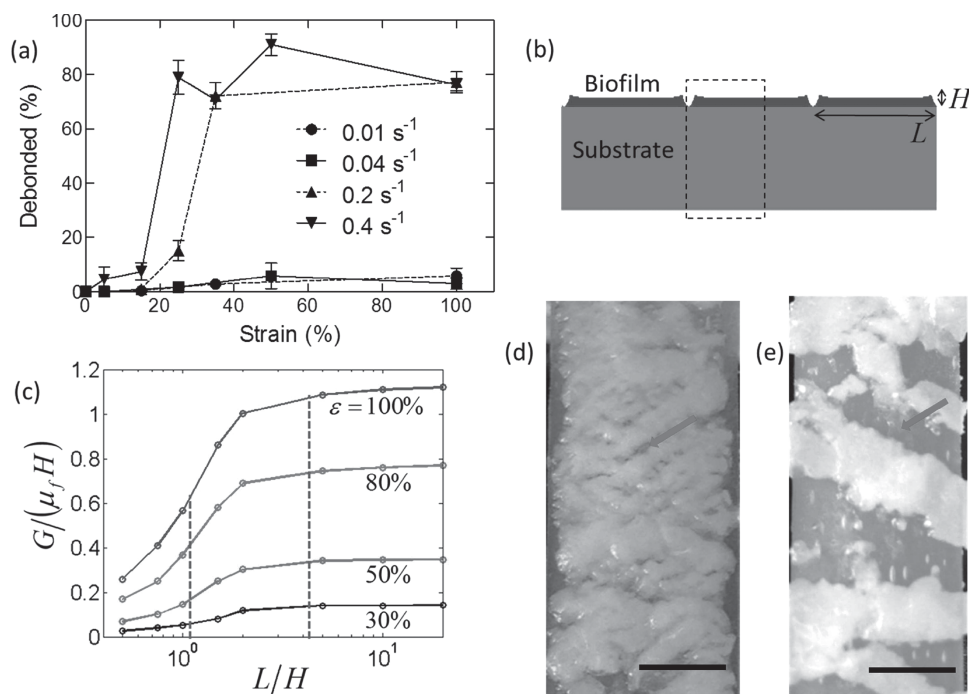 (a)
100
80
60
40
20
0
Debonded (%)
0 20 40 60 80 100
Strain (%)
0.01 s⁻¹
0.04 s⁻¹
0.2 s⁻¹
0.4 s⁻¹
(b)
Biofilm
H
L
Substrate
(c)
1.2
1
0.8
0.6
0.4
0.2
0
G/(μ_f H)
ε = 100%
80%
50%
30%
10⁰ 10¹
L/H
(d)
(e)